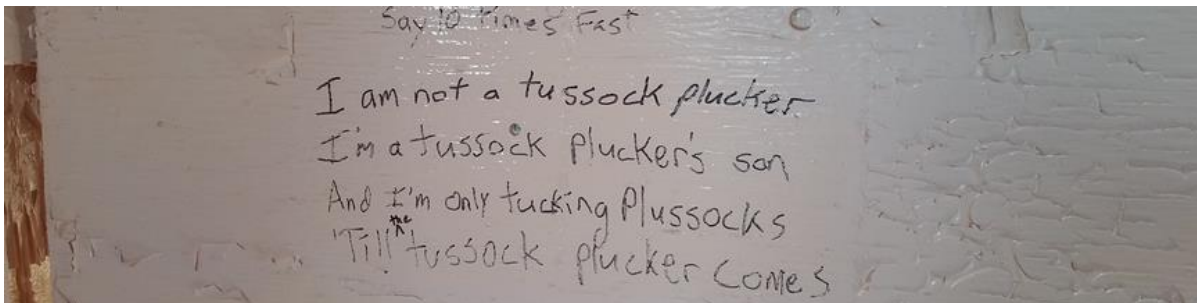 Say 10 Times Fast
I am not a tussock plucker
I'm a tussock plucker's son
And I'm only tucking Plussocks
'Till the tussock plucker comes